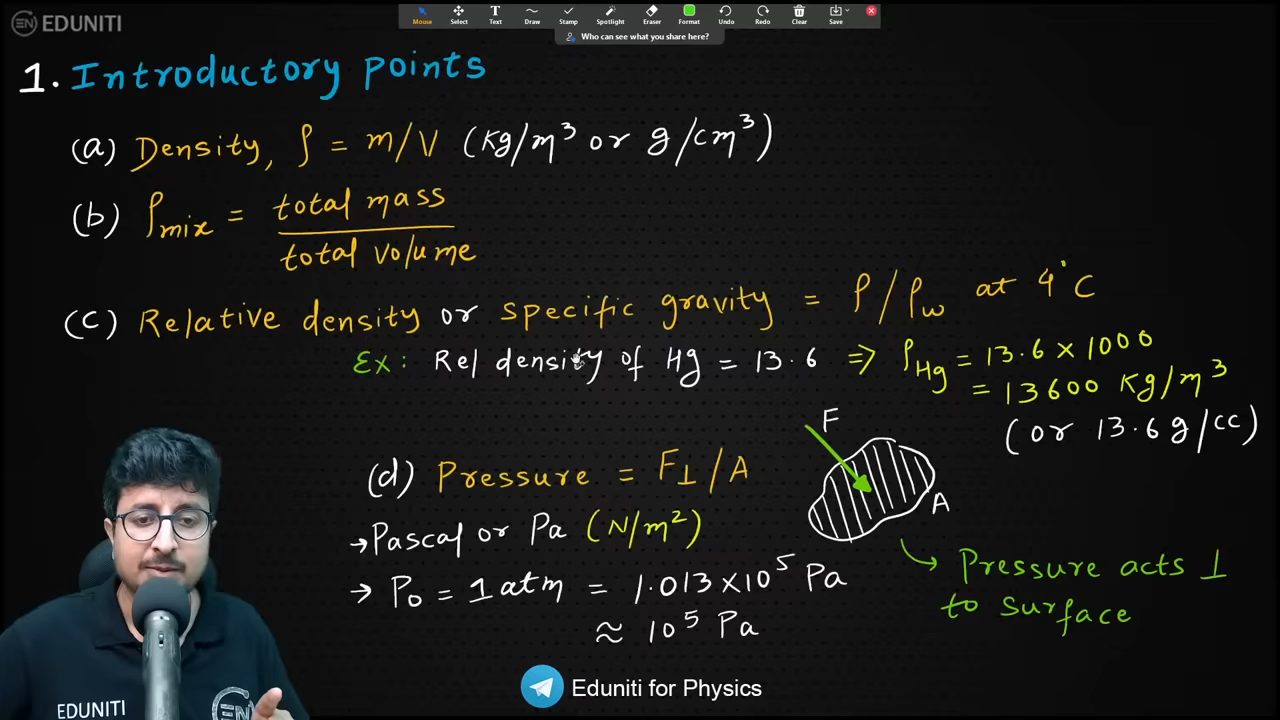 EDUNITI
Mouse Select Text Draw Stamp Spotlight Eraser Format Undo Redo Clear Save
Who can see what you share here?
1. Introductory points
(a) Density, ρ = m/V (Kg/m³ or g/cm³)
(b) ρmix = total mass / total volume
(c) Relative density or specific gravity = ρ/ρw at 4°C
Ex: Rel density of Hg = 13.6 ⇒ ρHg = 13.6 × 1000
= 13600 Kg/m³
(or 13.6 g/cc)
(d) Pressure = F⊥/A
F
A
→ Pascal or Pa (N/m²)
→ P₀ = 1 atm = 1.013 × 10⁵ Pa
≈ 10⁵ Pa
Pressure acts ⊥
to surface
Eduniti for Physics
EDUNITI
EN